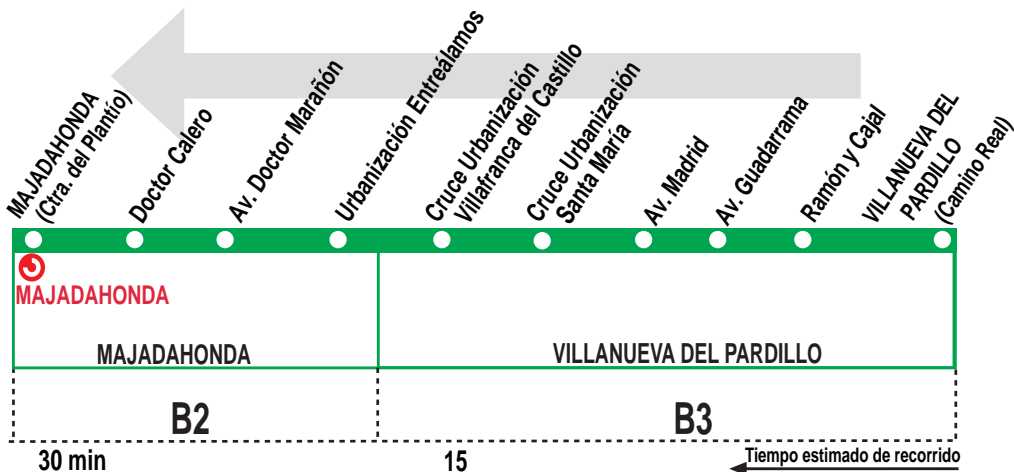 MAJADAHONDA
(Ctra. del Plantío)
Doctor Calero
Av. Doctor Marañón
Urbanización Entreálamos
Cruce Urbanización
Villafranca del Castillo
Cruce Urbanización
Santa María
Av. Madrid
Av. Guadarrama
Ramón y Cajal
VILLANUEVA DEL
PARDILLO
(Camino Real)
MAJADAHONDA
MAJADAHONDA
VILLANUEVA DEL PARDILLO
B2
B3
30 min
15
Tiempo estimado de recorrido